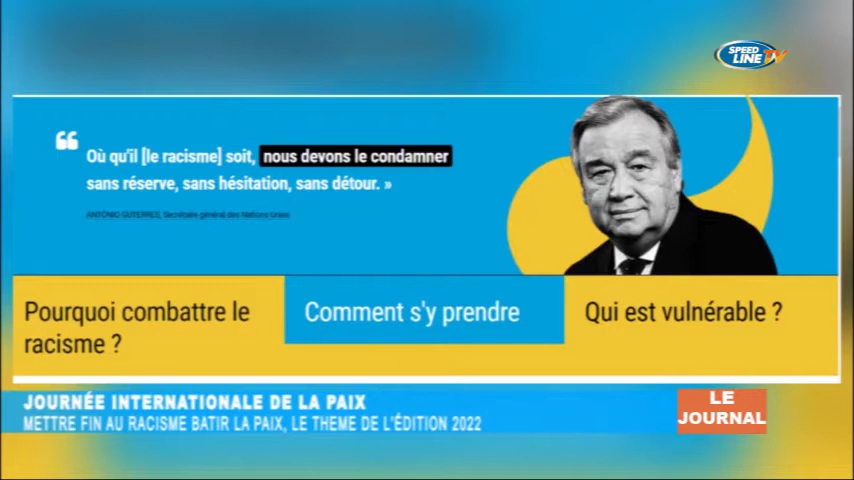 SPEED
LINE TV
“ Où qu'il [le racisme] soit, nous devons le condamner
sans réserve, sans hésitation, sans détour. »
ANTÓNIO GUTERRES, Secrétaire général des Nations Unies
Pourquoi combattre le
racisme ?
Comment s'y prendre
Qui est vulnérable ?
JOURNÉE INTERNATIONALE DE LA PAIX
METTRE FIN AU RACISME BATIR LA PAIX, LE THEME DE L'ÉDITION 2022
LE
JOURNAL